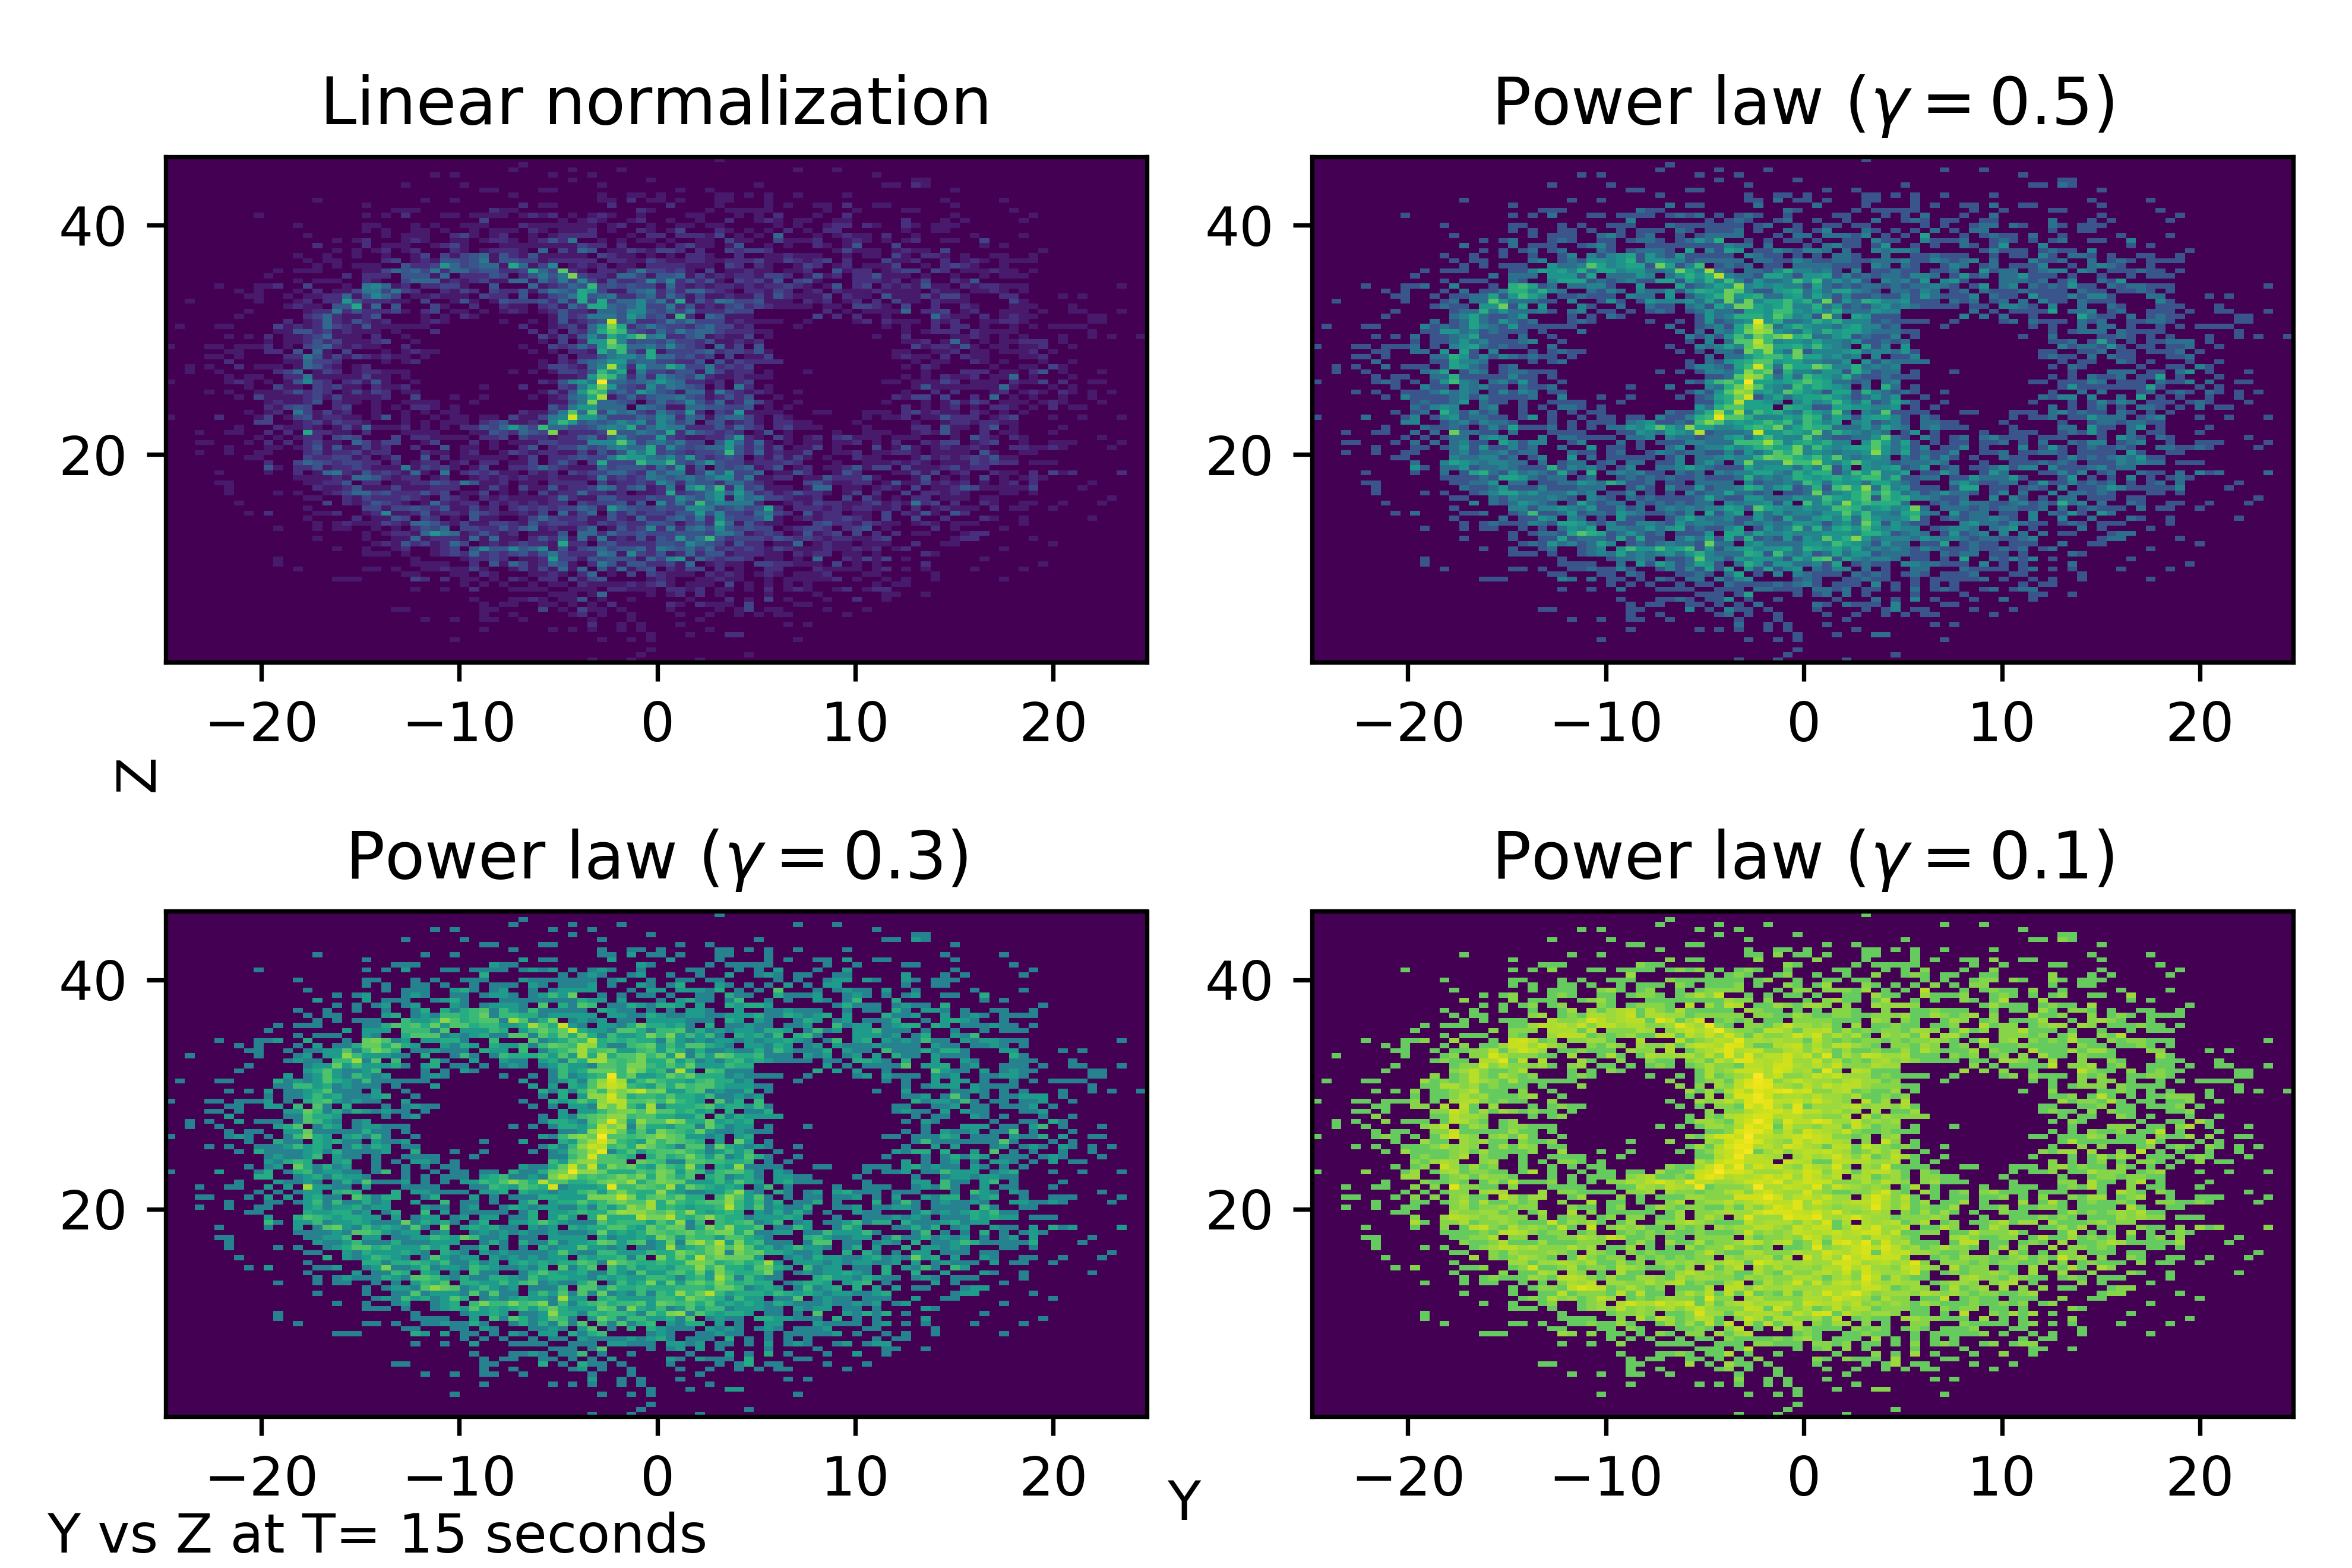 Linear normalization
Power law (γ = 0.5)
40
20
−20 −10 0 10 20
40
20
−20 −10 0 10 20
Z
Power law (γ = 0.3)
Power law (γ = 0.1)
40
20
−20 −10 0 10 20
40
20
−20 −10 0 10 20
Y
Y vs Z at T= 15 seconds